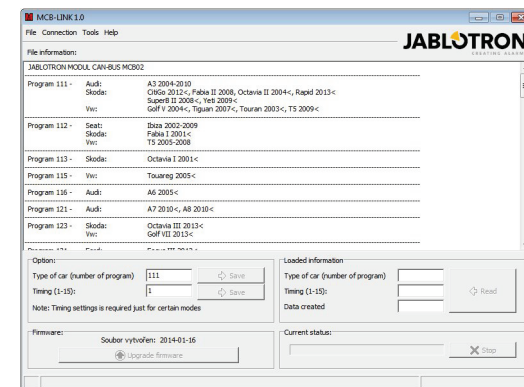 MCB-LINK 1.0
File Connection Tools Help
JABLOTRON
CREATING ALARMS
File information:
JABLOTRON MODUL CAN-BUS MCB02
Program 111 - Audi: A3 2004-2010
Skoda: CitiGo 2012<, Fabia II 2008, Octavia II 2004<, Rapid 2013<
SuperB II 2008<, Yeti 2009<
Vw: Golf V 2004<, Tiguan 2007<, Touran 2003<, T5 2009<
Program 112 - Seat: Ibiza 2002-2009
Skoda: Fabia I 2001<
Vw: T5 2005-2008
Program 113 - Skoda: Octavia I 2001<
Program 115 - Vw: Touareg 2005<
Program 116 - Audi: A6 2005<
Program 121 - Audi: A7 2010<, A8 2010<
Program 123 - Skoda: Octavia III 2013<
Vw: Golf VII 2013<
Option:
Type of car (number of program) 111 Save
Timing (1-15): 1 Save
Note: Timing settings is required just for certain modes
Loaded information
Type of car (number of program)
Timing (1-15):
Data created
Read
Firmware:
Soubor vytvořen: 2014-01-16
Upgrade firmware
Current status:
Stop